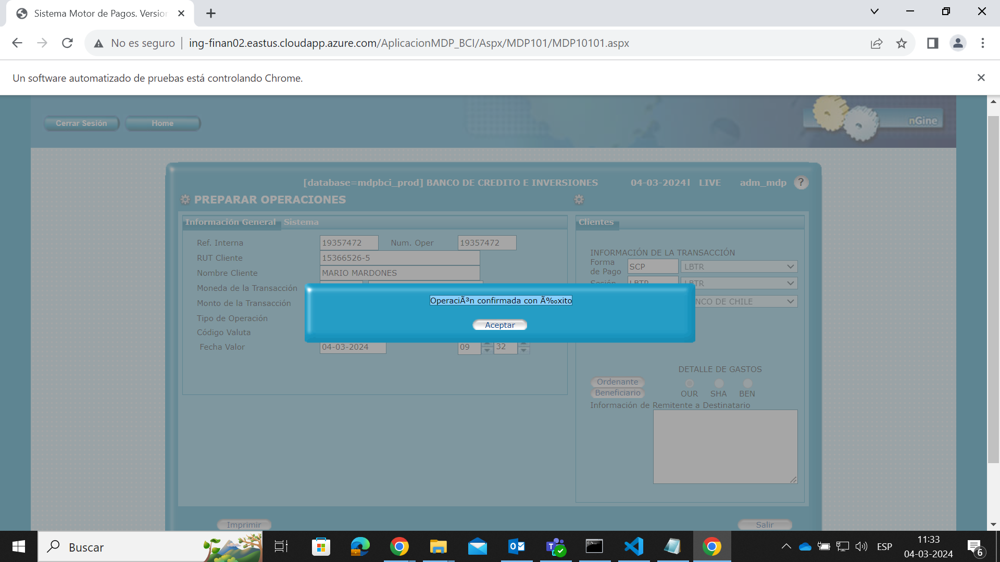 Sistema Motor de Pagos. Version
No es seguro
ing-finan02.eastus.cloudapp.azure.com/AplicacionMDP_BCI/Aspx/MDP101/MDP10101.aspx
Un software automatizado de pruebas está controlando Chrome.
Cerrar Sesión Home nGine
[database=mdpbci_prod] BANCO DE CREDITO E INVERSIONES 04-03-2024| LIVE adm_mdp ?
PREPARAR OPERACIONES
Información General Sistema
Ref. Interna 19357472 Num. Oper 19357472
RUT Cliente 15366526-5
Nombre Cliente MARIO MARDONES
Moneda de la Transacción
Monto de la Transacción
Tipo de Operación
Código Valuta
Fecha Valor 04-03-2024 09 32
Clientes
INFORMACIÓN DE LA TRANSACCIÓN
Forma de Pago SCP LBTR
Sesión LBTR LBTR
NCO DE CHILE
OperaciÃ³n confirmada con Ã‰xito
Aceptar
DETALLE DE GASTOS
Ordenante
Beneficiario
OUR SHA BEN
Información de Remitente a Destinatario
Imprimir Salir
Buscar
ESP
11:33
04-03-2024
6